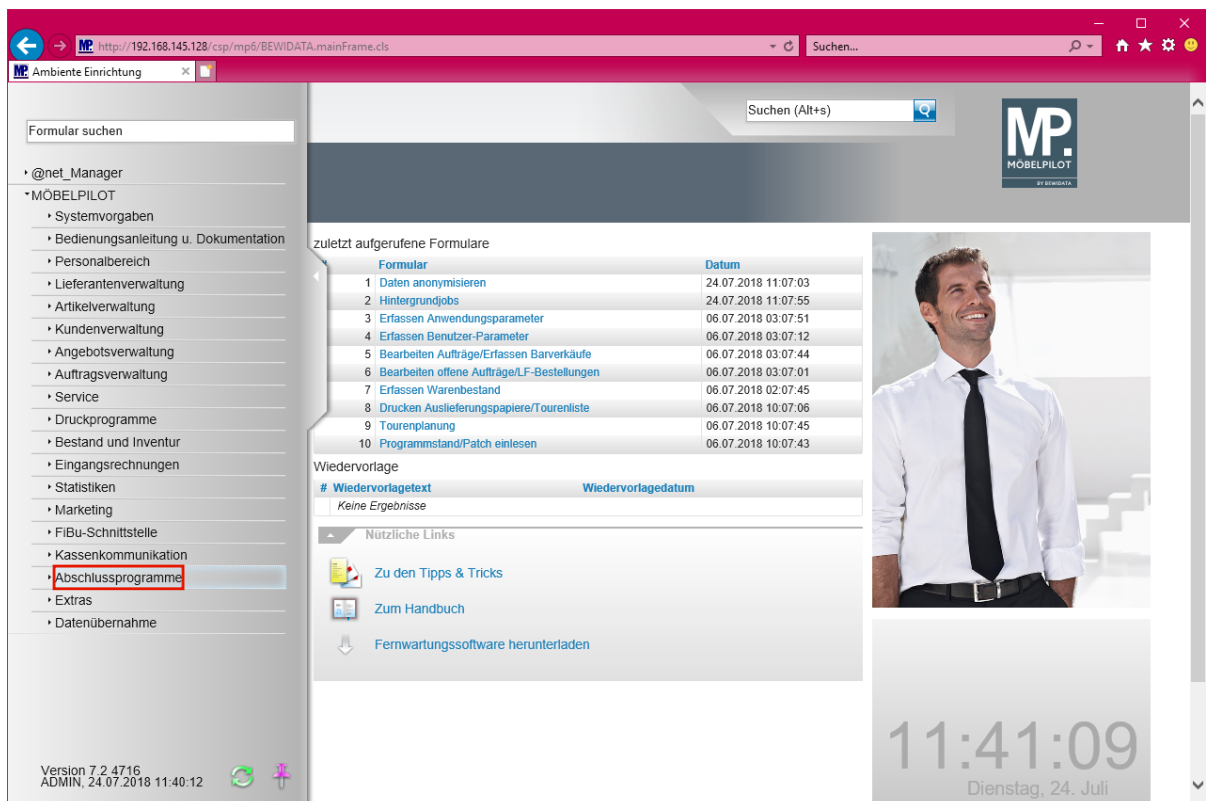 http://192.168.145.128/csp/mp6/BEWIDATA.mainFrame.cls
Suchen...
MP. Ambiente Einrichtung
Formular suchen
Suchen (Alt+s)
MP.
MÖBELPILOT
BY BEWIDATA
@net_Manager
MÖBELPILOT
Systemvorgaben
Bedienungsanleitung u. Dokumentation
Personalbereich
Lieferantenverwaltung
Artikelverwaltung
Kundenverwaltung
Angebotsverwaltung
Auftragsverwaltung
Service
Druckprogramme
Bestand und Inventur
Eingangsrechnungen
Statistiken
Marketing
FiBu-Schnittstelle
Kassenkommunikation
Abschlussprogramme
Extras
Datenübernahme
Version 7.2 4716
ADMIN, 24.07.2018 11:40:12
zuletzt aufgerufene Formulare
Formular Datum
1 Daten anonymisieren 24.07.2018 11:07:03
2 Hintergrundjobs 24.07.2018 11:07:55
3 Erfassen Anwendungsparameter 06.07.2018 03:07:51
4 Erfassen Benutzer-Parameter 06.07.2018 03:07:12
5 Bearbeiten Aufträge/Erfassen Barverkäufe 06.07.2018 03:07:44
6 Bearbeiten offene Aufträge/LF-Bestellungen 06.07.2018 03:07:01
7 Erfassen Warenbestand 06.07.2018 02:07:45
8 Drucken Auslieferungspapiere/Tourenliste 06.07.2018 10:07:06
9 Tourenplanung 06.07.2018 10:07:45
10 Programmstand/Patch einlesen 06.07.2018 10:07:43
Wiedervorlage
# Wiedervorlagetext Wiedervorlagedatum
Keine Ergebnisse
Nützliche Links
Zu den Tipps & Tricks
Zum Handbuch
Fernwartungssoftware herunterladen
11:41:09
Dienstag, 24. Juli